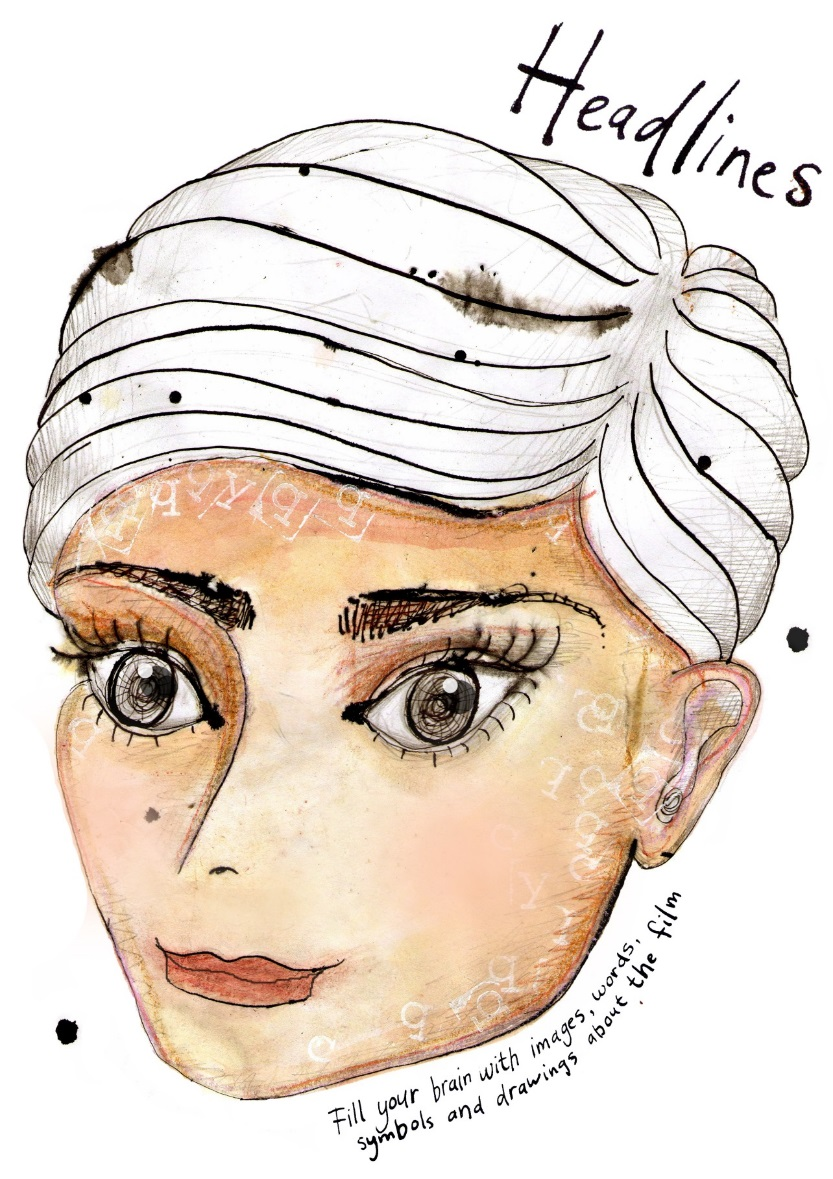 Headlines
Fill your brain with images, words,
symbols and drawings about the film